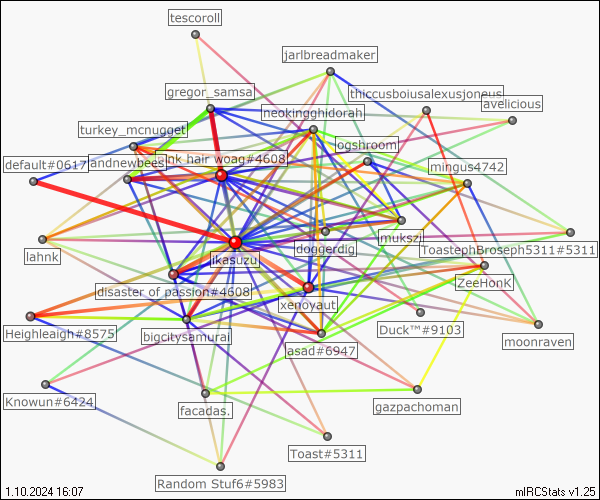 tescoroll
jarlbreadmaker
gregor_samsa
thiccusboiusalexusjoneus
avelicious
neokingghidorah
turkey_mcnugget
ogshroom
default#0617
andnewbees
pink hair woag#4608
mingus4742
mukszi
lahnk
doggerdig
ToastephBroseph5311#5311
jikasuzu
ZeeHonK
disaster of passion#4608
xenoyaut
Heighleaigh#8575
bigcitysamurai
Duck™#9103
moonraven
asad#6947
Knowun#6424
facadas.
gazpachoman
Toast#5311
Random Stuf6#5983
1.10.2024 16:07
mIRCStats v1.25